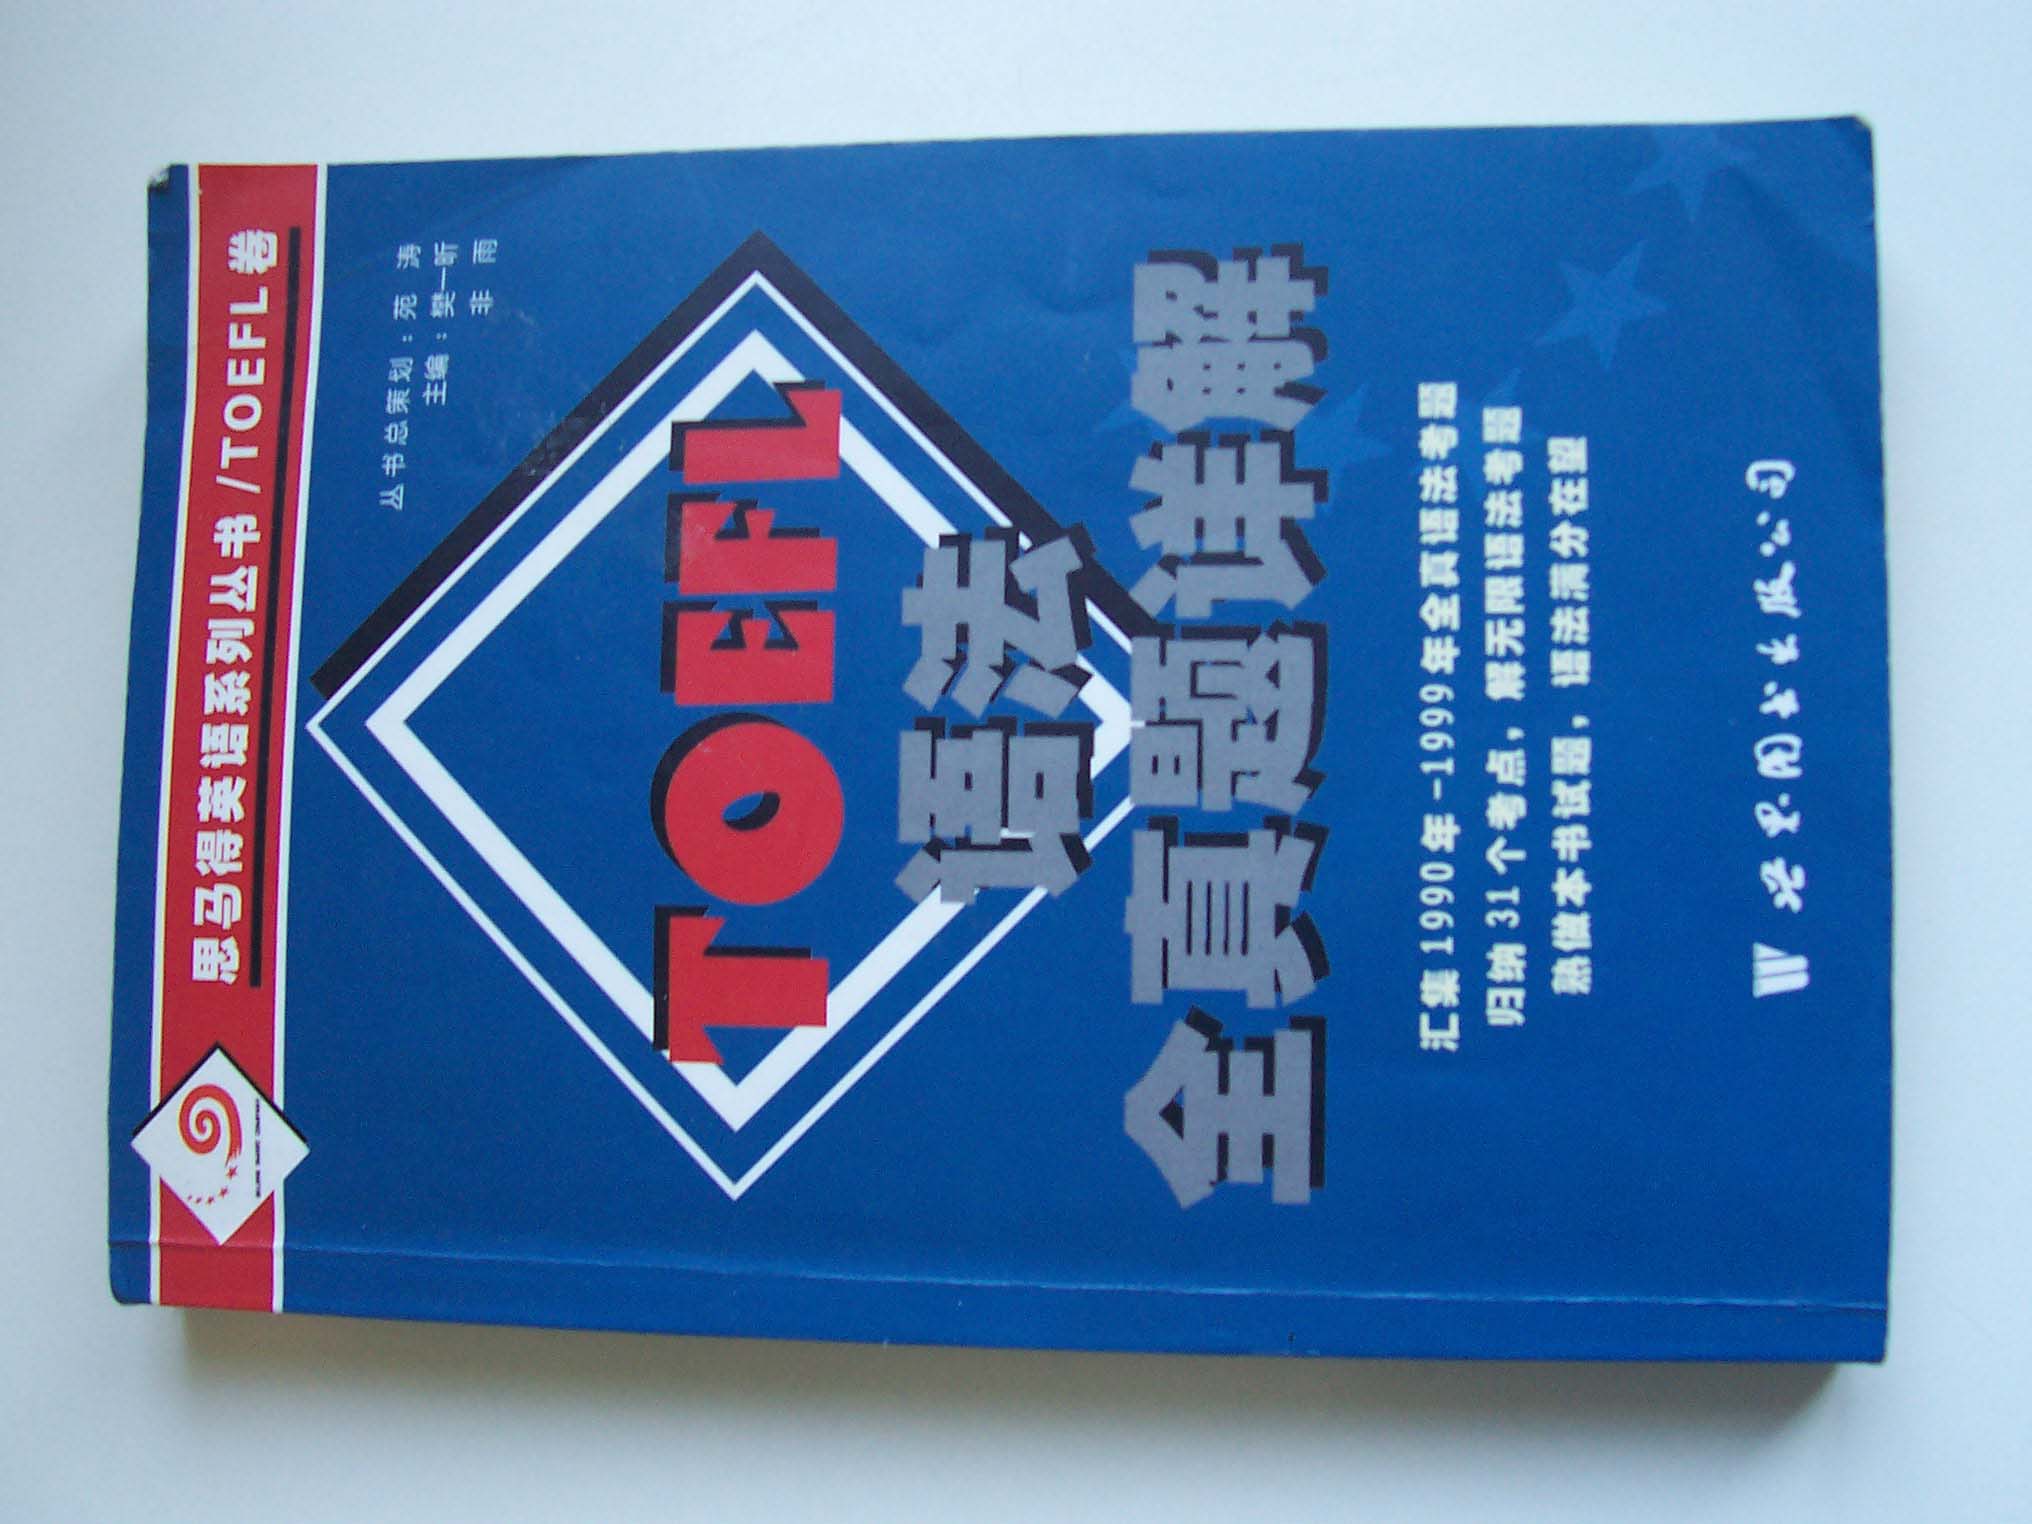 思马得英语系列丛书/TOEFL卷
丛书总策划：苑 涛
主编：樊一昕
非 雨
TOEFL
语法
全真题详解
汇集1990年-1999年全真语法考题
归纳31个考点，解无限语法考题
熟做本书试题，语法满分在望
W 世界图书出版公司